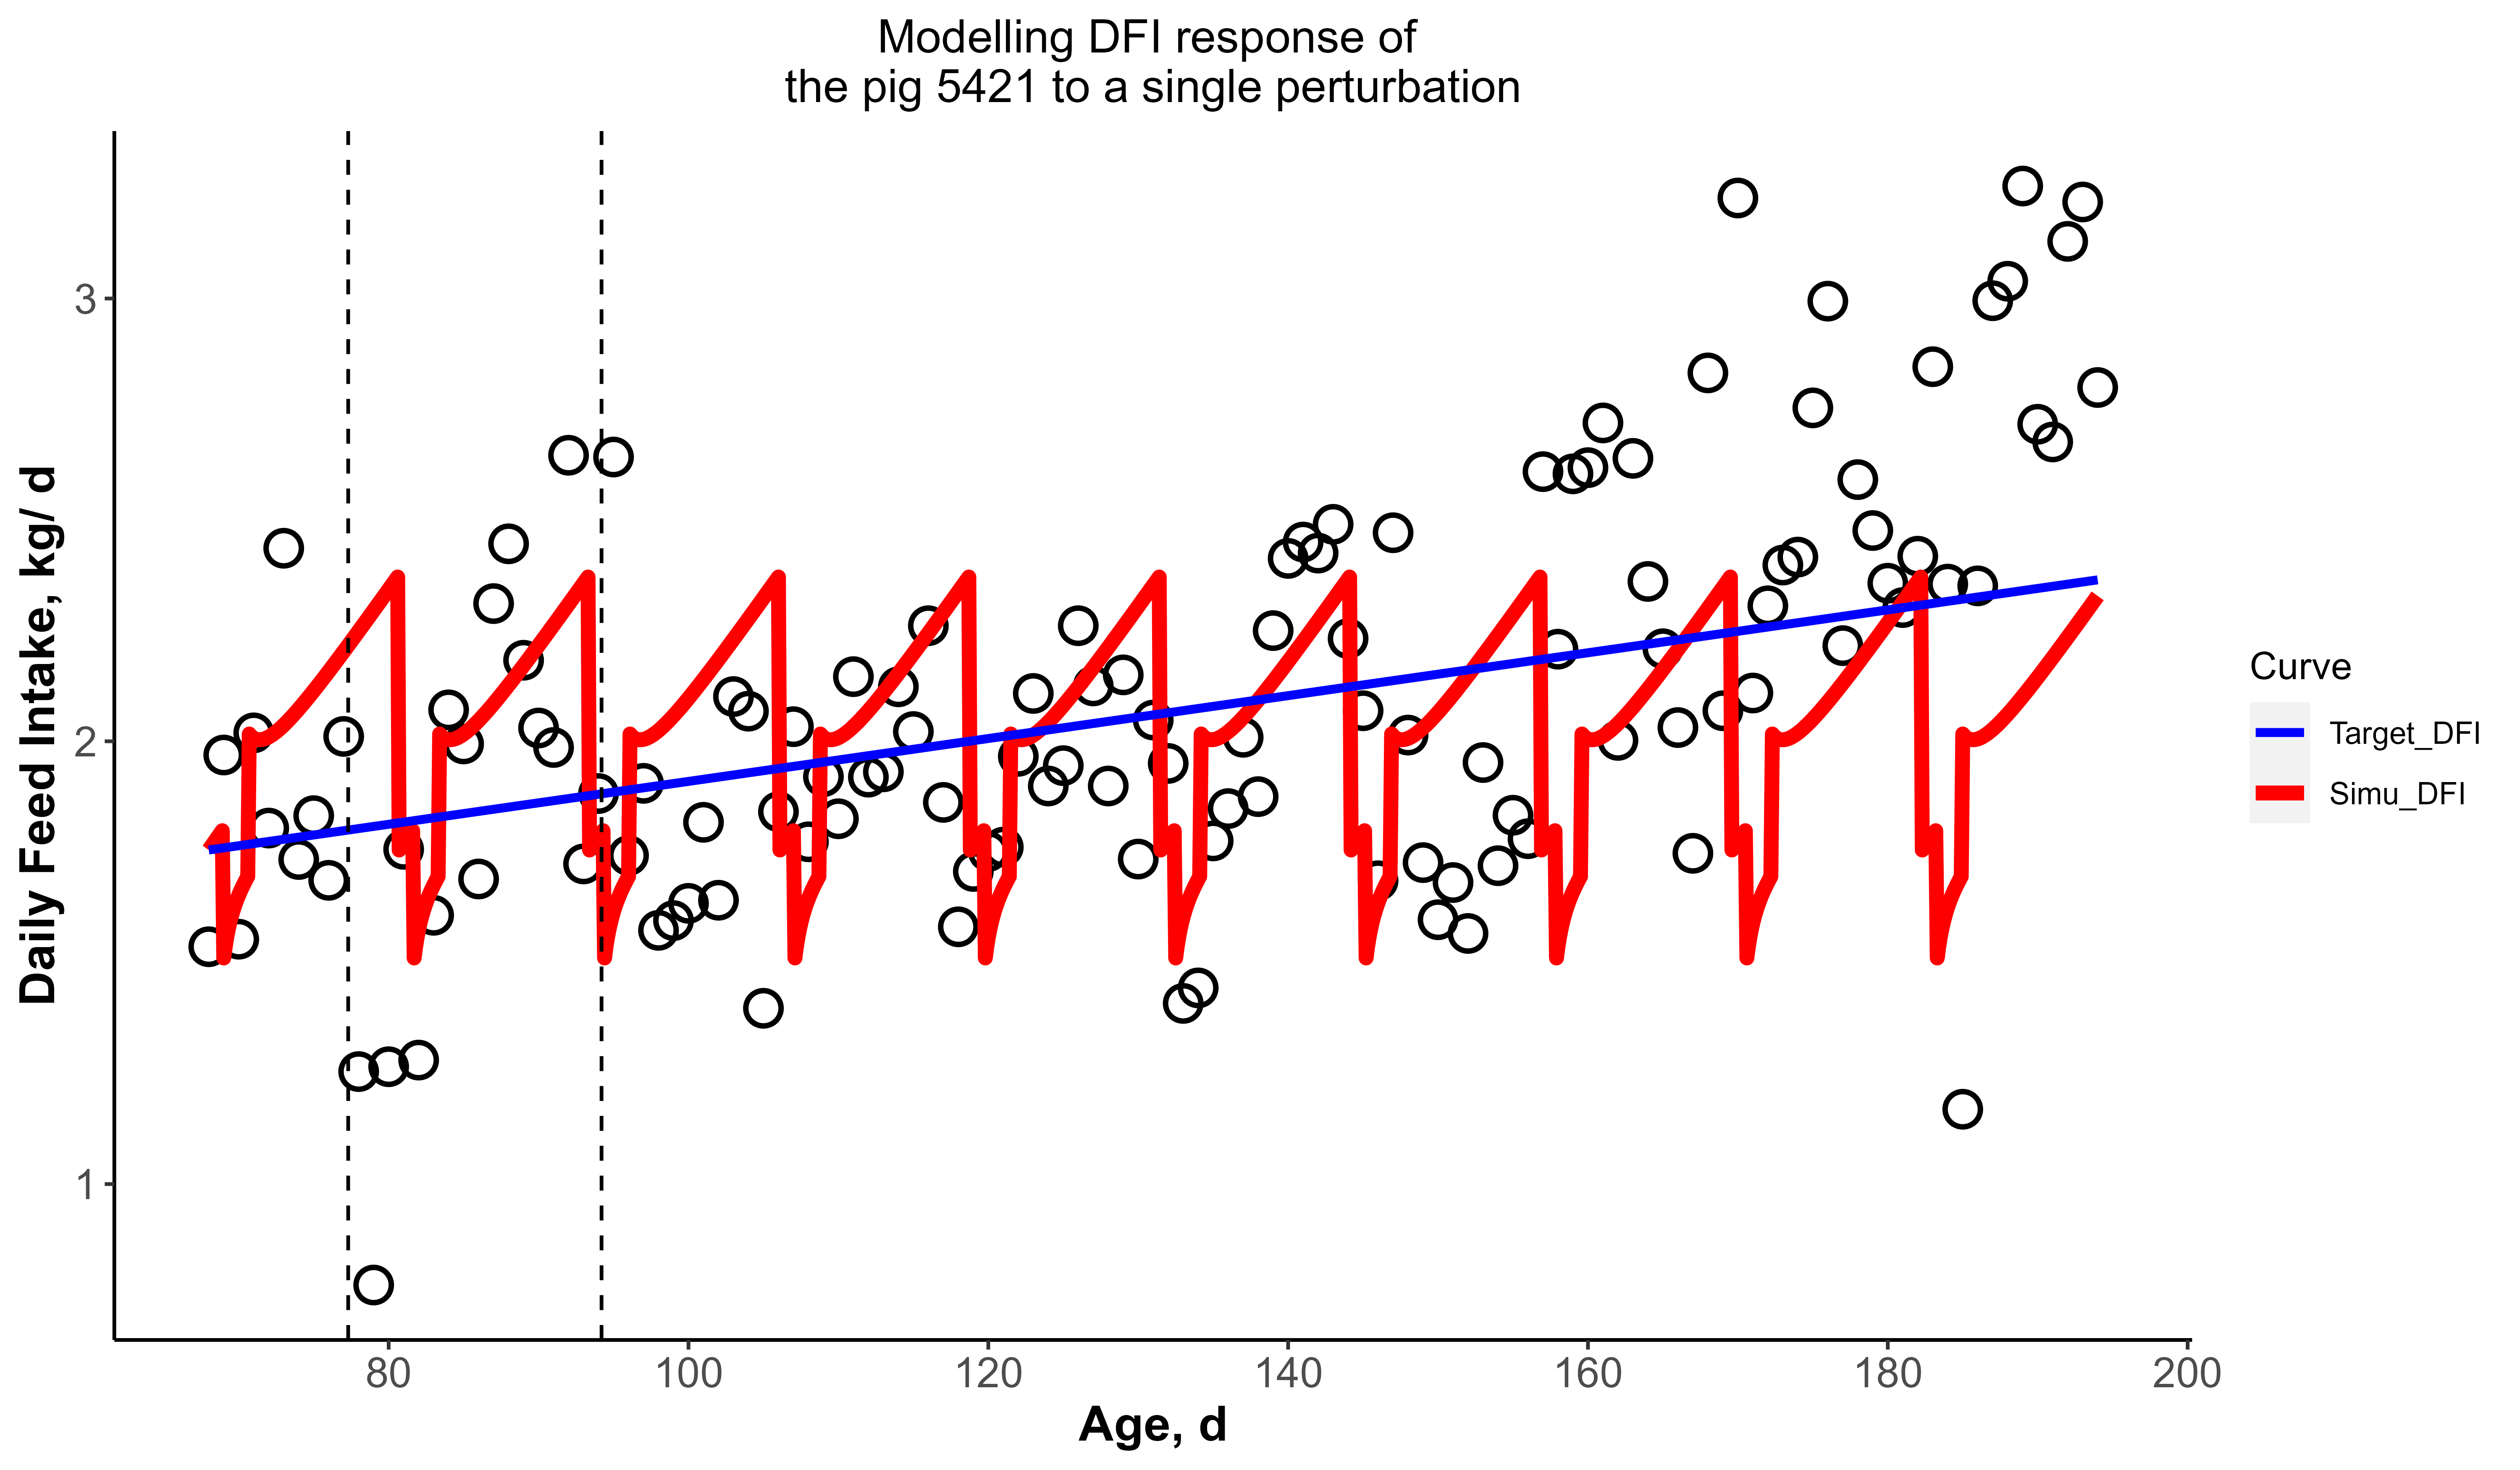 Modelling DFI response of
the pig 5421 to a single perturbation
Daily Feed Intake, kg/ d
3
2
1
80
100
120
140
160
180
200
Age, d
Curve
Target_DFI
Simu_DFI